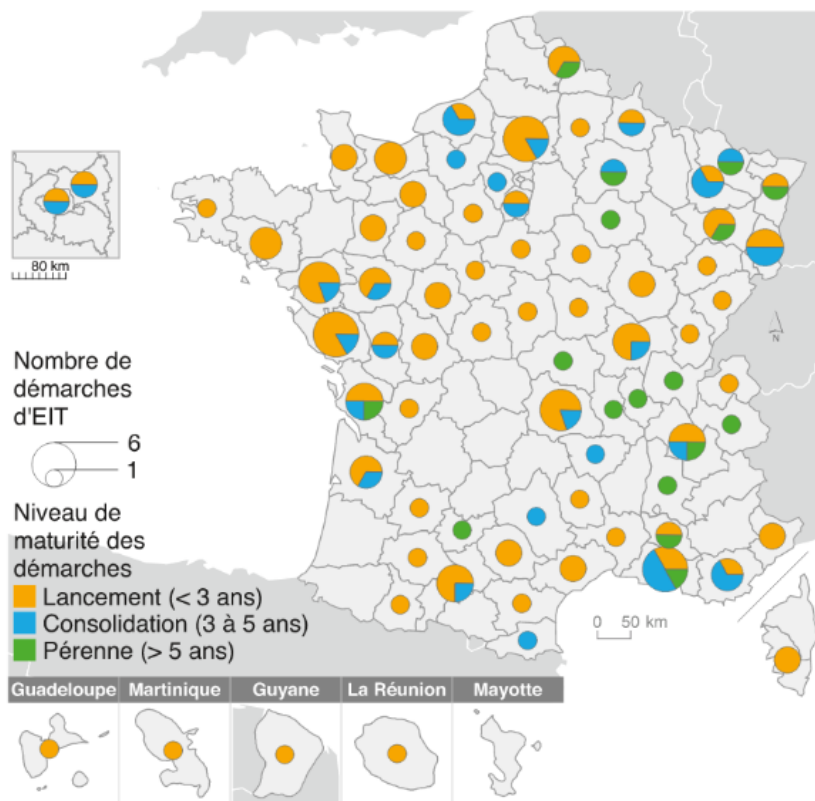 80 km
N
Nombre de
démarches
d'EIT
6
1
Niveau de
maturité des
démarches
Lancement (< 3 ans)
Consolidation (3 à 5 ans)
Pérenne (> 5 ans)
0 50 km
Guadeloupe Martinique Guyane La Réunion Mayotte